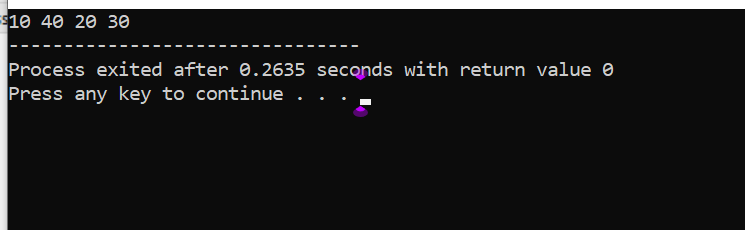 10 40 20 30
--------------------------------
Process exited after 0.2635 seconds with return value 0
Press any key to continue . . .